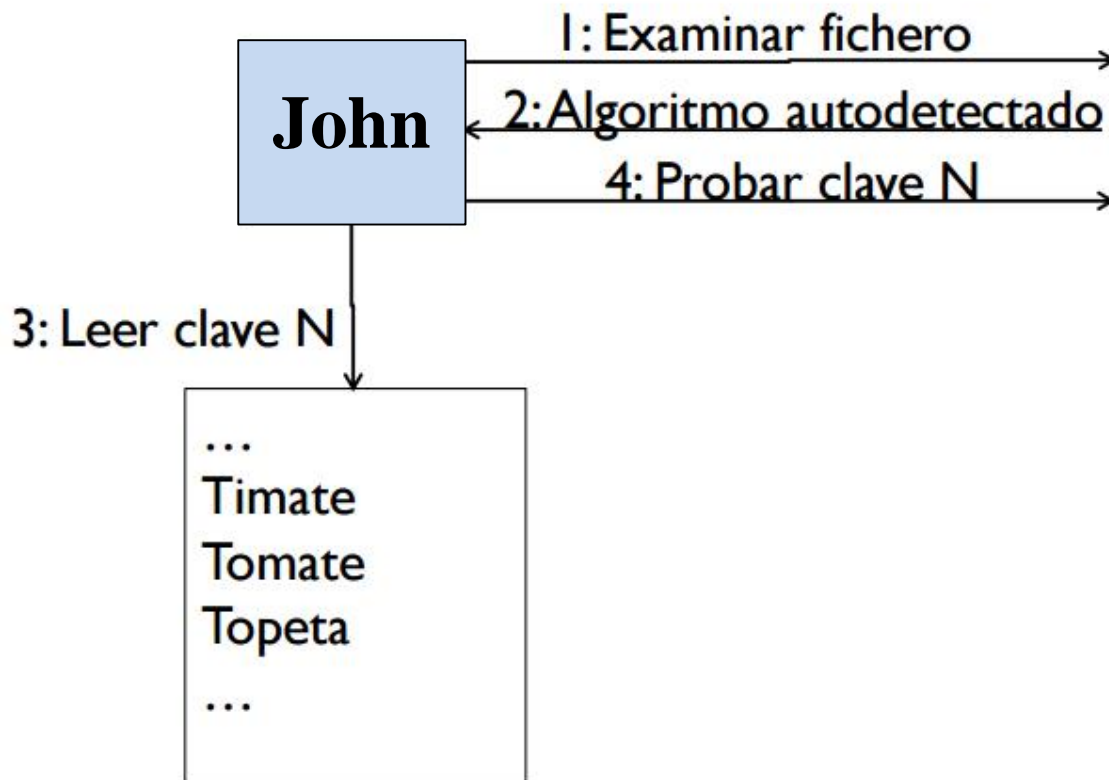 1: Examinar fichero
John
2: Algoritmo autodetectado
4: Probar clave N
3: Leer clave N
...
Timate
Tomate
Topeta
...